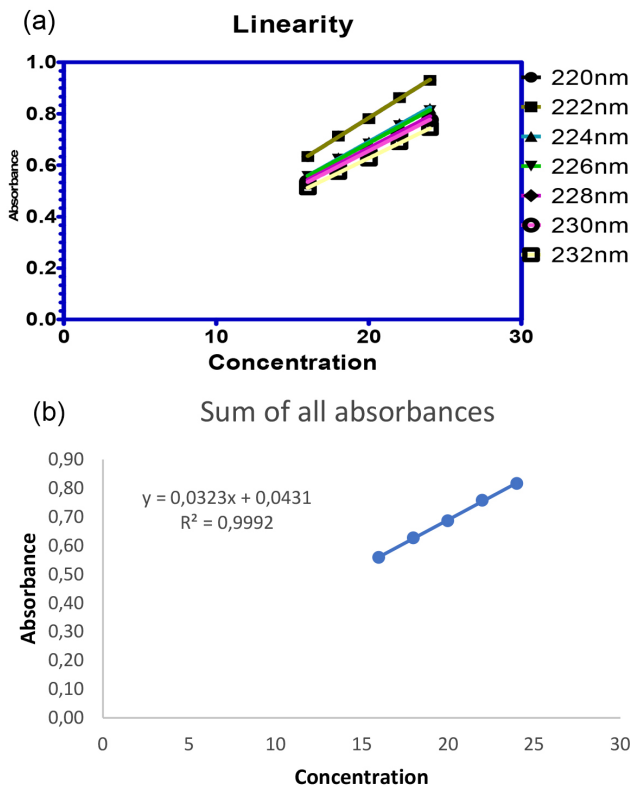 (a)
Linearity
1.0
0.8
0.6
0.4
0.2
0.0
Absorbance
0
10
20
30
Concentration
220nm
222nm
224nm
226nm
228nm
230nm
232nm
(b)
Sum of all absorbances
0,90
0,80
0,70
0,60
0,50
0,40
0,30
0,20
0,10
0,00
Absorbance
y = 0,0323x + 0,0431
R² = 0,9992
0
5
10
15
20
25
30
Concentration